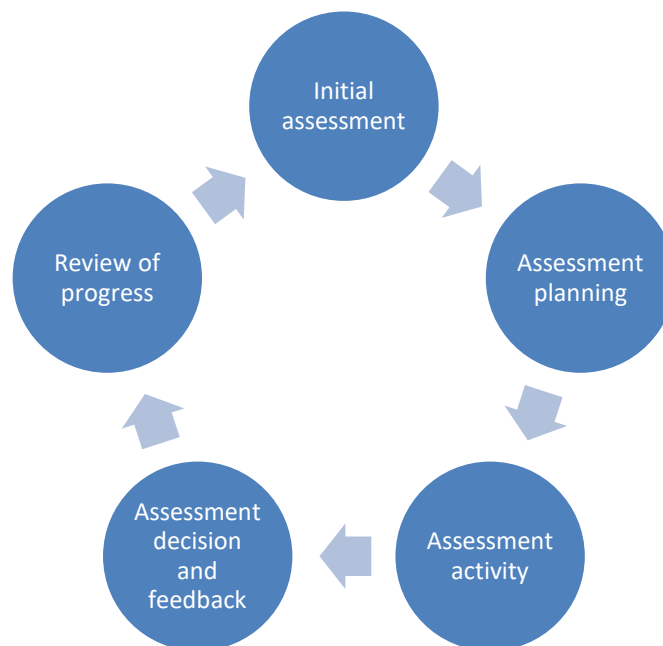 Initial
assessment
Assessment
planning
Assessment
activity
Assessment
decision
and
feedback
Review of
progress